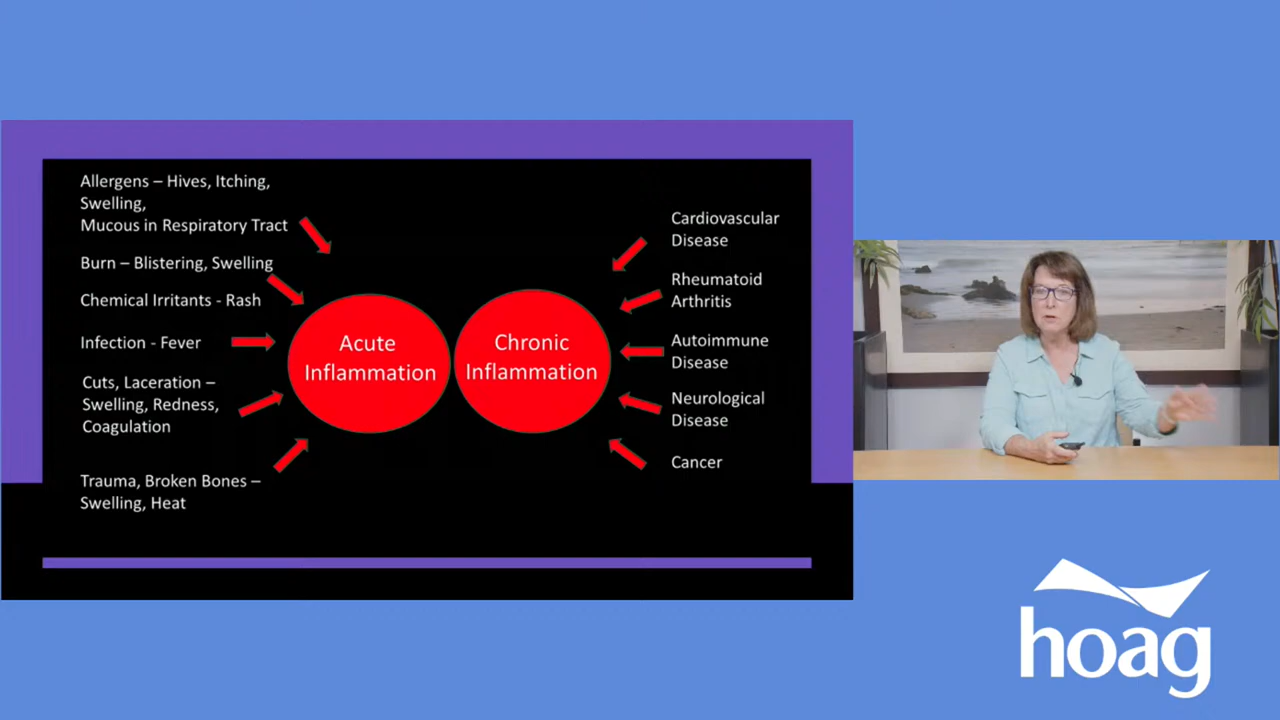 Allergens – Hives, Itching,
Swelling,
Mucous in Respiratory Tract
Burn – Blistering, Swelling
Chemical Irritants - Rash
Infection - Fever
Cuts, Laceration –
Swelling, Redness,
Coagulation
Trauma, Broken Bones –
Swelling, Heat
Acute
Inflammation
Chronic
Inflammation
Cardiovascular
Disease
Rheumatoid
Arthritis
Autoimmune
Disease
Neurological
Disease
Cancer
hoag